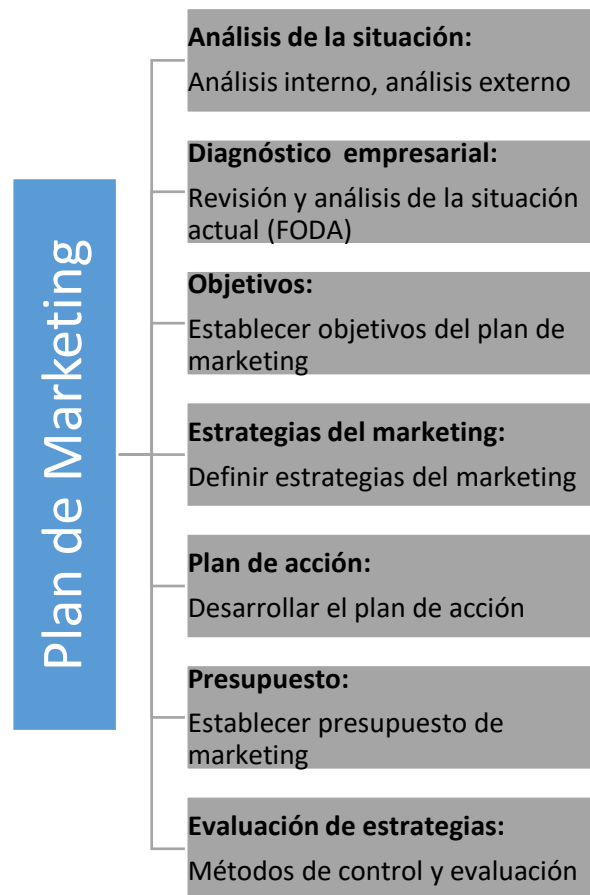 Plan de Marketing
Análisis de la situación:
Análisis interno, análisis externo
Diagnóstico empresarial:
Revisión y análisis de la situación
actual (FODA)
Objetivos:
Establecer objetivos del plan de
marketing
Estrategias del marketing:
Definir estrategias del marketing
Plan de acción:
Desarrollar el plan de acción
Presupuesto:
Establecer presupuesto de
marketing
Evaluación de estrategias:
Métodos de control y evaluación